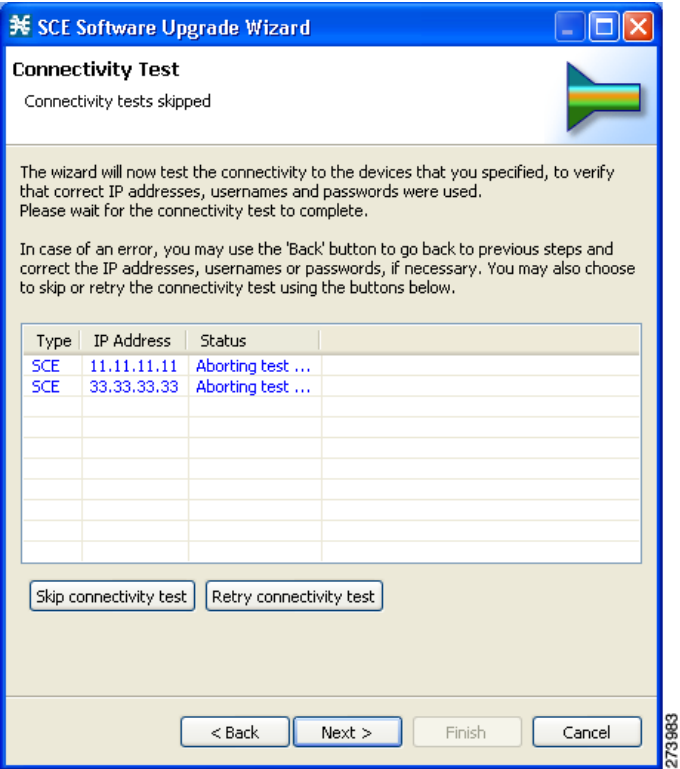 SCE Software Upgrade Wizard
Connectivity Test
Connectivity tests skipped
The wizard will now test the connectivity to the devices that you specified, to verify
that correct IP addresses, usernames and passwords were used.
Please wait for the connectivity test to complete.
In case of an error, you may use the 'Back' button to go back to previous steps and
correct the IP addresses, usernames or passwords, if necessary. You may also choose
to skip or retry the connectivity test using the buttons below.
Type IP Address Status
SCE 11.11.11.11 Aborting test ...
SCE 33.33.33.33 Aborting test ...
Skip connectivity test Retry connectivity test
< Back Next > Finish Cancel
273983